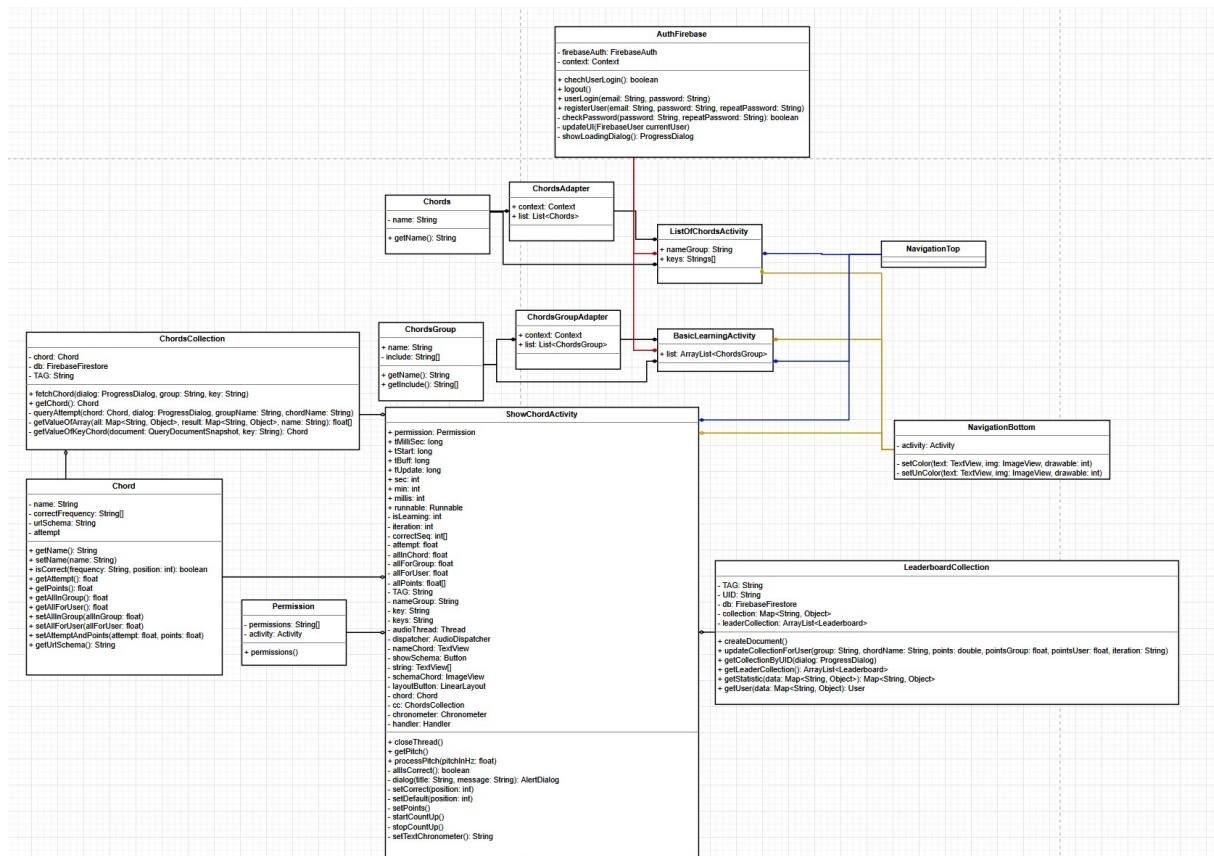 AuthFirebase
- firebaseAuth: FirebaseAuth
- context: Context
+ chechUserLogin(): boolean
+ logout()
+ userLogin(email: String, password: String)
+ registerUser(email: String, password: String, repeatPassword: String)
- checkPassword(password: String, repeatPassword: String): boolean
- updateUI(FirebaseUser currentUser)
- showLoadingDialog(): ProgressDialog
Chords
- name: String
+ getName(): String
ChordsAdapter
+ context: Context
+ list: List<Chords>
ListOfChordsActivity
+ nameGroup: String
+ keys: Strings[]
NavigationTop
ChordsGroup
+ name: String
- include: String[]
+ getName(): String
+ getInclude(): String[]
ChordsGroupAdapter
+ context: Context
+ list: List<ChordsGroup>
BasicLearningActivity
+ list: ArrayList<ChordsGroup>
ChordsCollection
- chord: Chord
- db: FirebaseFirestore
- TAG: String
+ fetchChord(dialog: ProgressDialog, group: String, key: String)
+ getChord(): Chord
- queryAttempt(chord: Chord, dialog: ProgressDialog, groupName: String, chordName: String)
- getValueOfArray(all: Map<String, Object>, result: Map<String, Object>, name: String): float[]
- getValueOfKeyChord(document: QueryDocumentSnapshot, key: String): Chord
ShowChordActivity
+ permission: Permission
+ tMilliSec: long
+ tStart: long
+ tBuff: long
+ tUpdate: long
+ sec: int
+ min: int
+ millis: int
+ runnable: Runnable
- isLearning: int
- iteration: int
- correctSeq: int[]
- attempt: float
- allInChord: float
- allForGroup: float
- allForUser: float
- allPoints: float[]
- TAG: String
- nameGroup: String
- key: String
- keys: String
- audioThread: Thread
- dispatcher: AudioDispatcher
- nameChord: TextView
- showSchema: Button
- string: TextView[]
- schemaChord: ImageView
- layoutButton: LinearLayout
- chord: Chord
- cc: ChordsCollection
- chronometer: Chronometer
- handler: Handler
+ closeThread()
+ getPitch()
+ processPitch(pitchInHz: float)
- allIsCorrect(): boolean
- dialog(title: String, message: String): AlertDialog
- setCorrect(position: int)
- setDefault(position: int)
- setPoints()
- startCountUp()
- stopCountUp()
- setTextChronometer(): String
NavigationBottom
- activity: Activity
- setColor(text: TextView, img: ImageView, drawable: int)
- setUnColor(text: TextView, img: ImageView, drawable: int)
Chord
- name: String
- correctFrequency: String[]
- urlSchema: String
- attempt
+ getName(): String
+ setName(name: String)
+ isCorrect(frequency: String, position: int): boolean
+ getAttempt(): float
+ getPoints(): float
+ getAllInGroup(): float
+ getAllForUser(): float
+ setAllInGroup(allInGroup: float)
+ setAllForUser(allForUser: float)
+ setAttemptAndPoints(attempt: float, points: float)
+ getUrlSchema(): String
Permission
- permissions: String[]
- activity: Activity
+ permissions()
LeaderboardCollection
- TAG: String
- UID: String
- db: FirebaseFirestore
- collection: Map<String, Object>
- leaderCollection: ArrayList<Leaderboard>
+ createDocument()
+ updateCollectionForUser(group: String, chordName: String, points: double, pointsGroup: float, pointsUser: float, iteration: String)
+ getCollectionByUID(dialog: ProgressDialog)
+ getLeaderCollection(): ArrayList<Leaderboard>
+ getStatistic(data: Map<String, Object>): Map<String, Object>
+ getUser(data: Map<String, Object): User